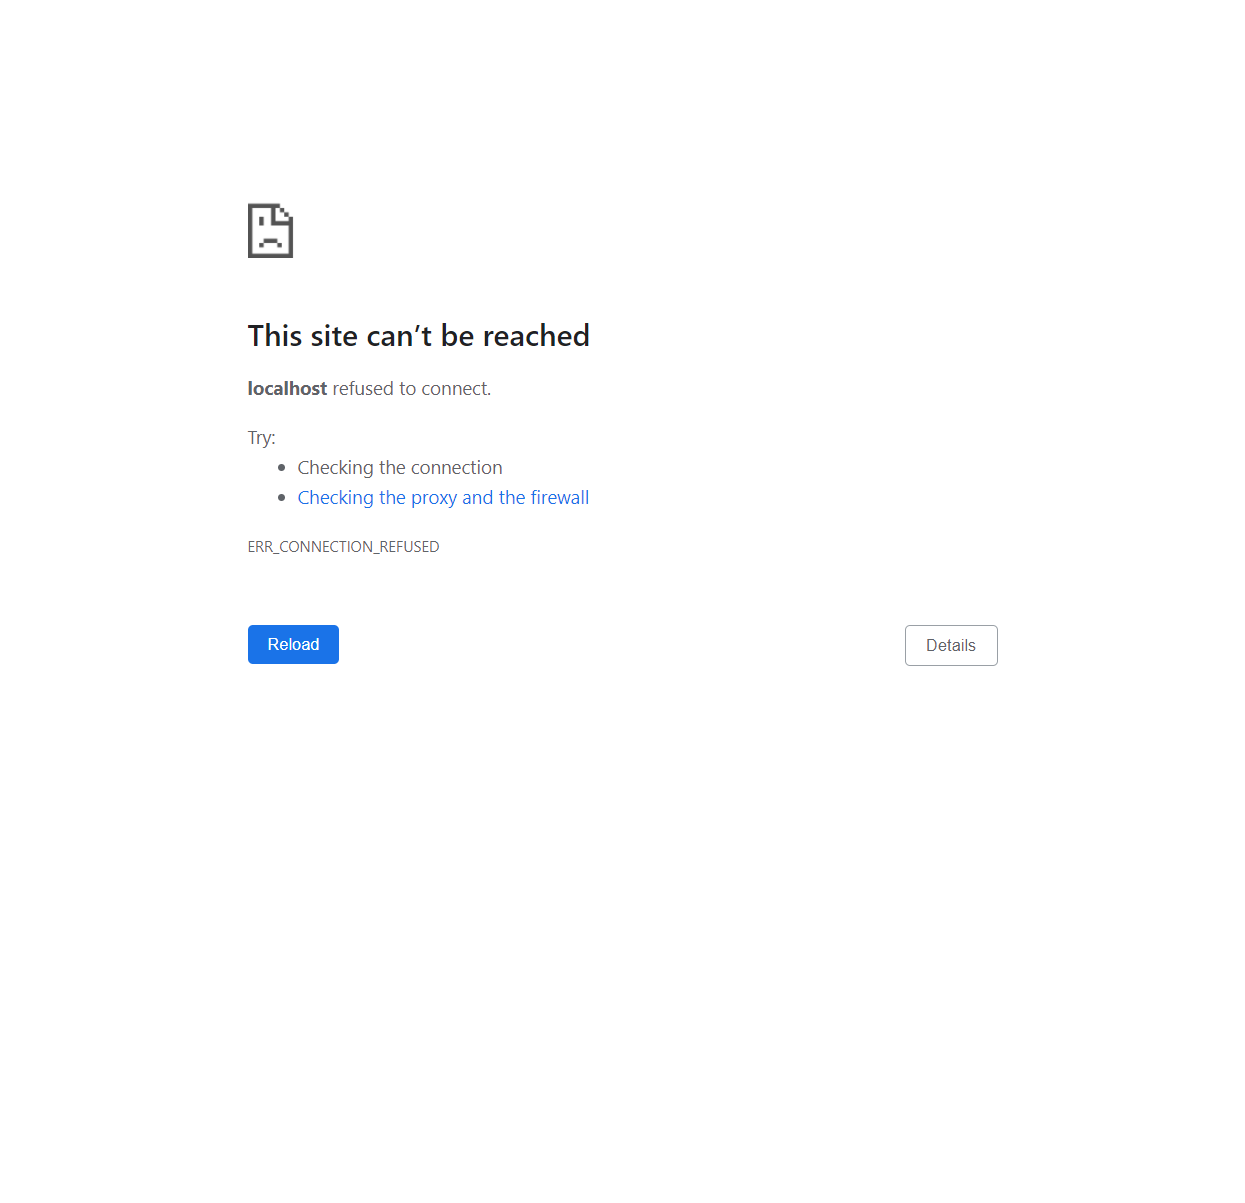 This site can’t be reached
localhost refused to connect.
Try:
Checking the connection
Checking the proxy and the firewall
ERR_CONNECTION_REFUSED
Reload
Details